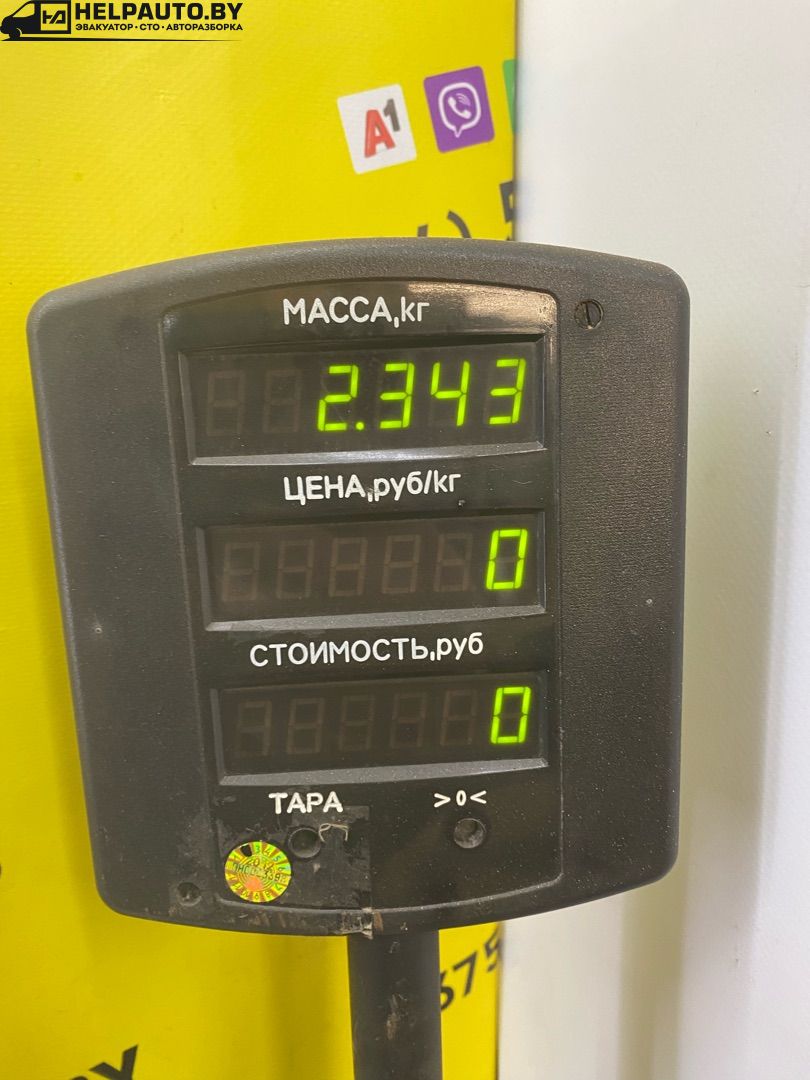 HELPAUTO.BY
ЭВАКУАТОР • СТО • АВТОРАЗБОРКА
A1
МАССА,кг
2.343
ЦЕНА,руб/кг
0
СТОИМОСТЬ,руб
0
ТАРА >0<
675